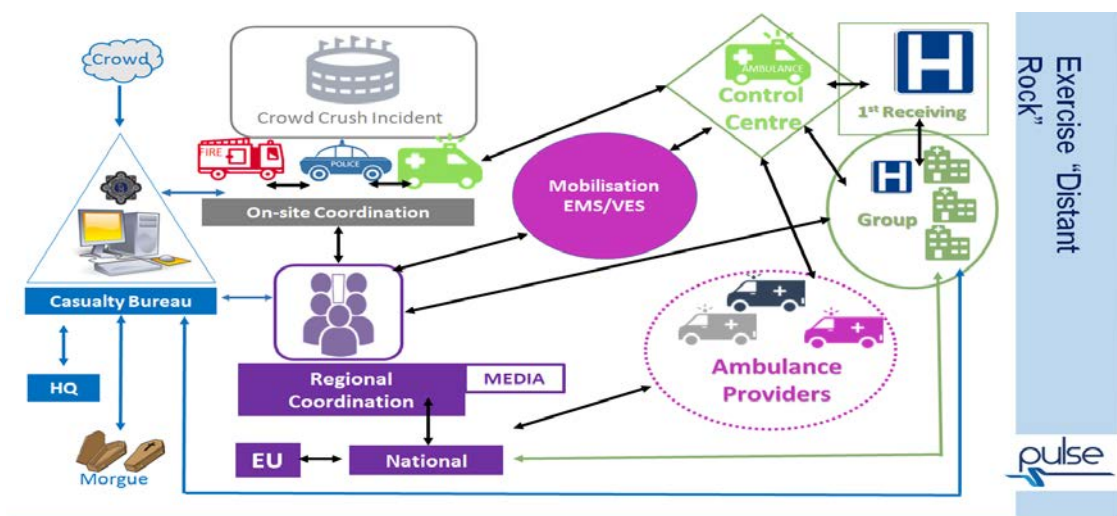 Crowd
Crowd Crush Incident
FIRE
POLICE
On-site Coordination
Casualty Bureau
HQ
Morgue
Regional
Coordination
MEDIA
EU
National
Mobilisation
EMS/VES
AMBULANCE
Control
Centre
H
1st Receiving
H
Group
Ambulance
Providers
Exercise "Distant
Rock"
pulse